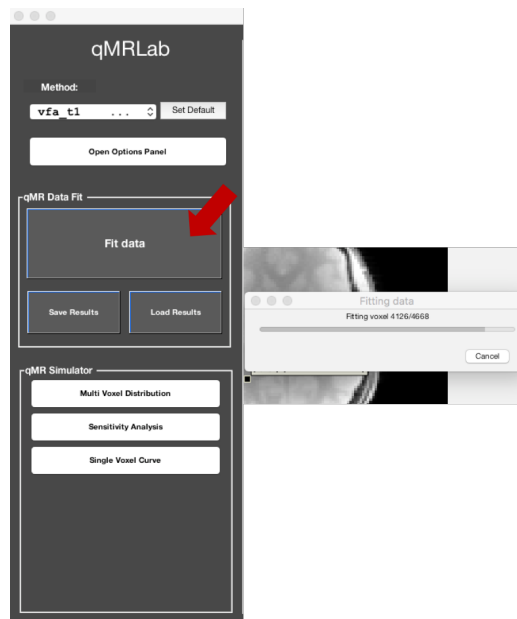 qMRLab
Method:
vfa_t1 ...
Set Default
Open Options Panel
qMR Data Fit
Fit data
Save Results
Load Results
Fitting data
Fitting voxel 4126/4668
Cancel
qMR Simulator
Multi Voxel Distribution
Sensitivity Analysis
Single Voxel Curve